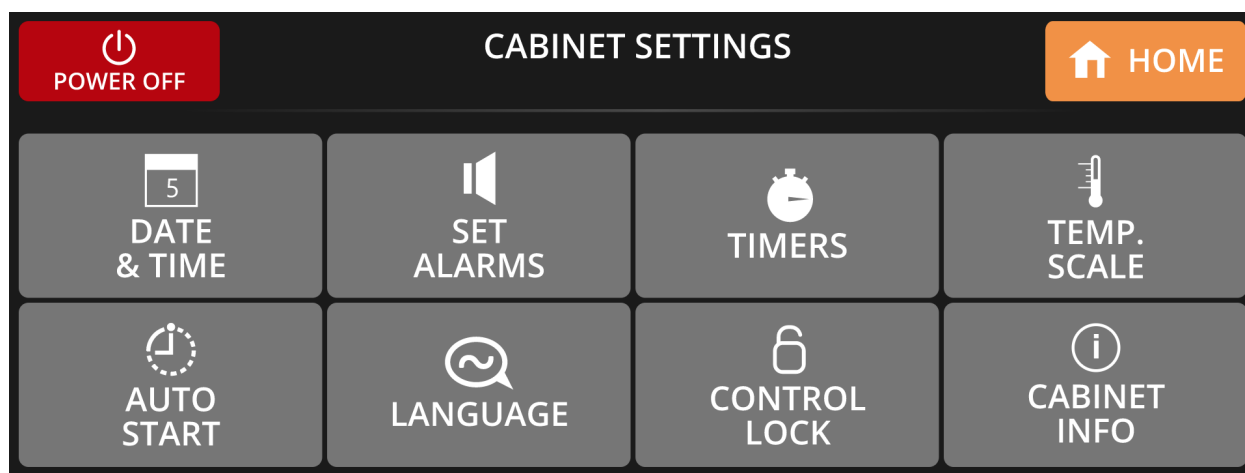 POWER OFF
CABINET SETTINGS
HOME
5
DATE
& TIME
SET
ALARMS
TIMERS
TEMP.
SCALE
AUTO
START
LANGUAGE
CONTROL
LOCK
i
CABINET
INFO